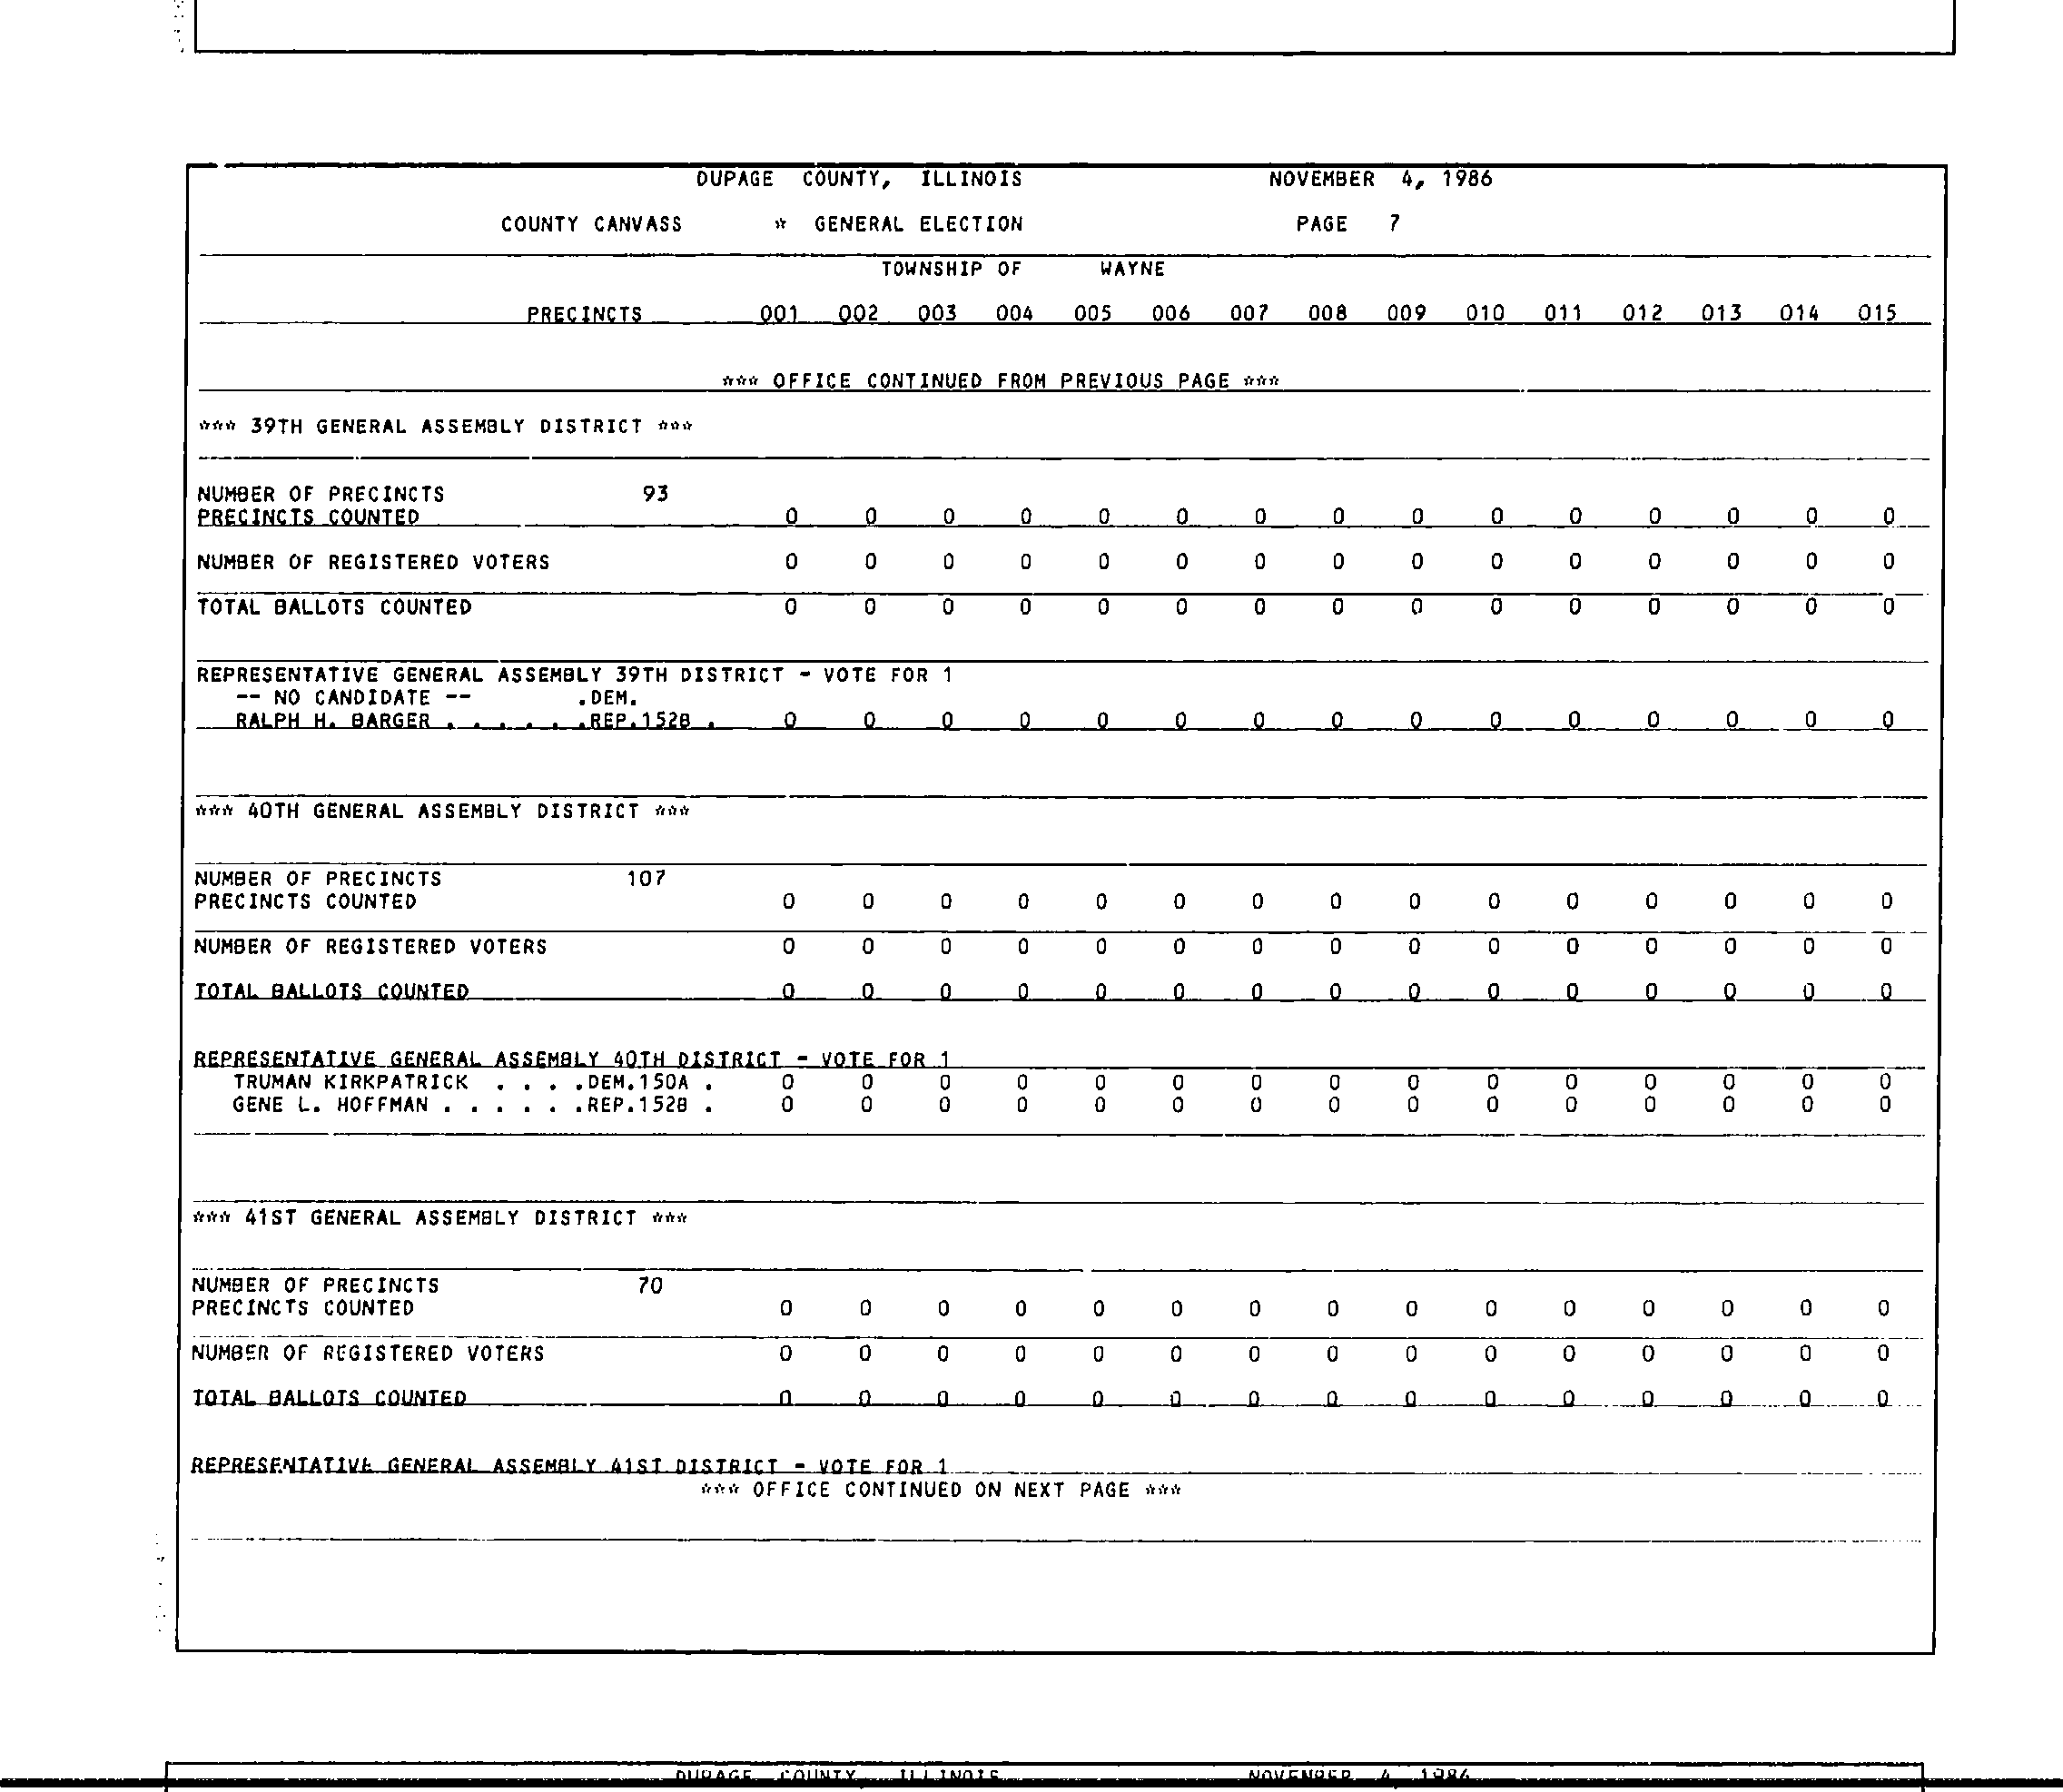 DUPAGE COUNTY, ILLINOIS NOVEMBER 4, 1986
COUNTY CANVASS * GENERAL ELECTION PAGE 7
TOWNSHIP OF WAYNE
PRECINCTS 001 002 003 004 005 006 007 008 009 010 011 012 013 014 015
*** OFFICE CONTINUED FROM PREVIOUS PAGE ***
*** 39TH GENERAL ASSEMBLY DISTRICT ***
NUMBER OF PRECINCTS 93
PRECINCTS COUNTED 0 0 0 0 0 0 0 0 0 0 0 0 0 0 0
NUMBER OF REGISTERED VOTERS 0 0 0 0 0 0 0 0 0 0 0 0 0 0 0
TOTAL BALLOTS COUNTED 0 0 0 0 0 0 0 0 0 0 0 0 0 0 0
REPRESENTATIVE GENERAL ASSEMBLY 39TH DISTRICT - VOTE FOR 1
-- NO CANDIDATE -- .DEM.
RALPH H. BARGER . . . . . .REP.152B . 0 0 0 0 0 0 0 0 0 0 0 0 0 0 0
*** 40TH GENERAL ASSEMBLY DISTRICT ***
NUMBER OF PRECINCTS 107
PRECINCTS COUNTED 0 0 0 0 0 0 0 0 0 0 0 0 0 0 0
NUMBER OF REGISTERED VOTERS 0 0 0 0 0 0 0 0 0 0 0 0 0 0 0
TOTAL BALLOTS COUNTED 0 0 0 0 0 0 0 0 0 0 0 0 0 0 0
REPRESENTATIVE GENERAL ASSEMBLY 40TH DISTRICT - VOTE FOR 1
TRUMAN KIRKPATRICK . . . .DEM.150A . 0 0 0 0 0 0 0 0 0 0 0 0 0 0 0
GENE L. HOFFMAN . . . . . .REP.152B . 0 0 0 0 0 0 0 0 0 0 0 0 0 0 0
*** 41ST GENERAL ASSEMBLY DISTRICT ***
NUMBER OF PRECINCTS 70
PRECINCTS COUNTED 0 0 0 0 0 0 0 0 0 0 0 0 0 0 0
NUMBER OF REGISTERED VOTERS 0 0 0 0 0 0 0 0 0 0 0 0 0 0 0
TOTAL BALLOTS COUNTED 0 0 0 0 0 0 0 0 0 0 0 0 0 0 0
REPRESENTATIVE GENERAL ASSEMBLY 41ST DISTRICT - VOTE FOR 1
*** OFFICE CONTINUED ON NEXT PAGE ***
DUPAGE COUNTY, ILLINOIS NOVEMBER 4, 1986